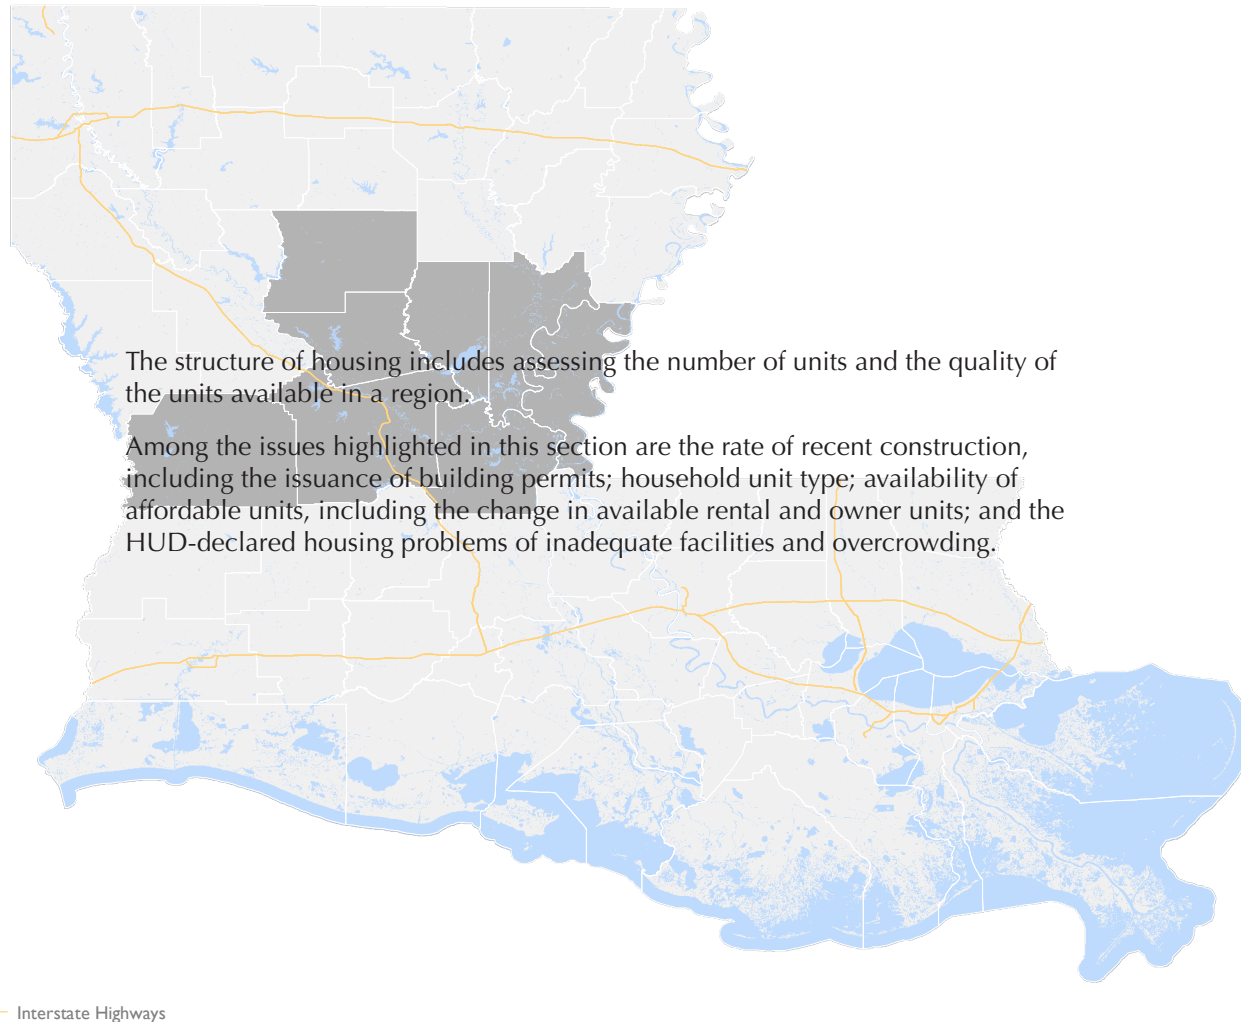 The structure of housing includes assessing the number of units and the quality of
the units available in a region.
Among the issues highlighted in this section are the rate of recent construction,
including the issuance of building permits; household unit type; availability of
affordable units, including the change in available rental and owner units; and the
HUD-declared housing problems of inadequate facilities and overcrowding.
Interstate Highways